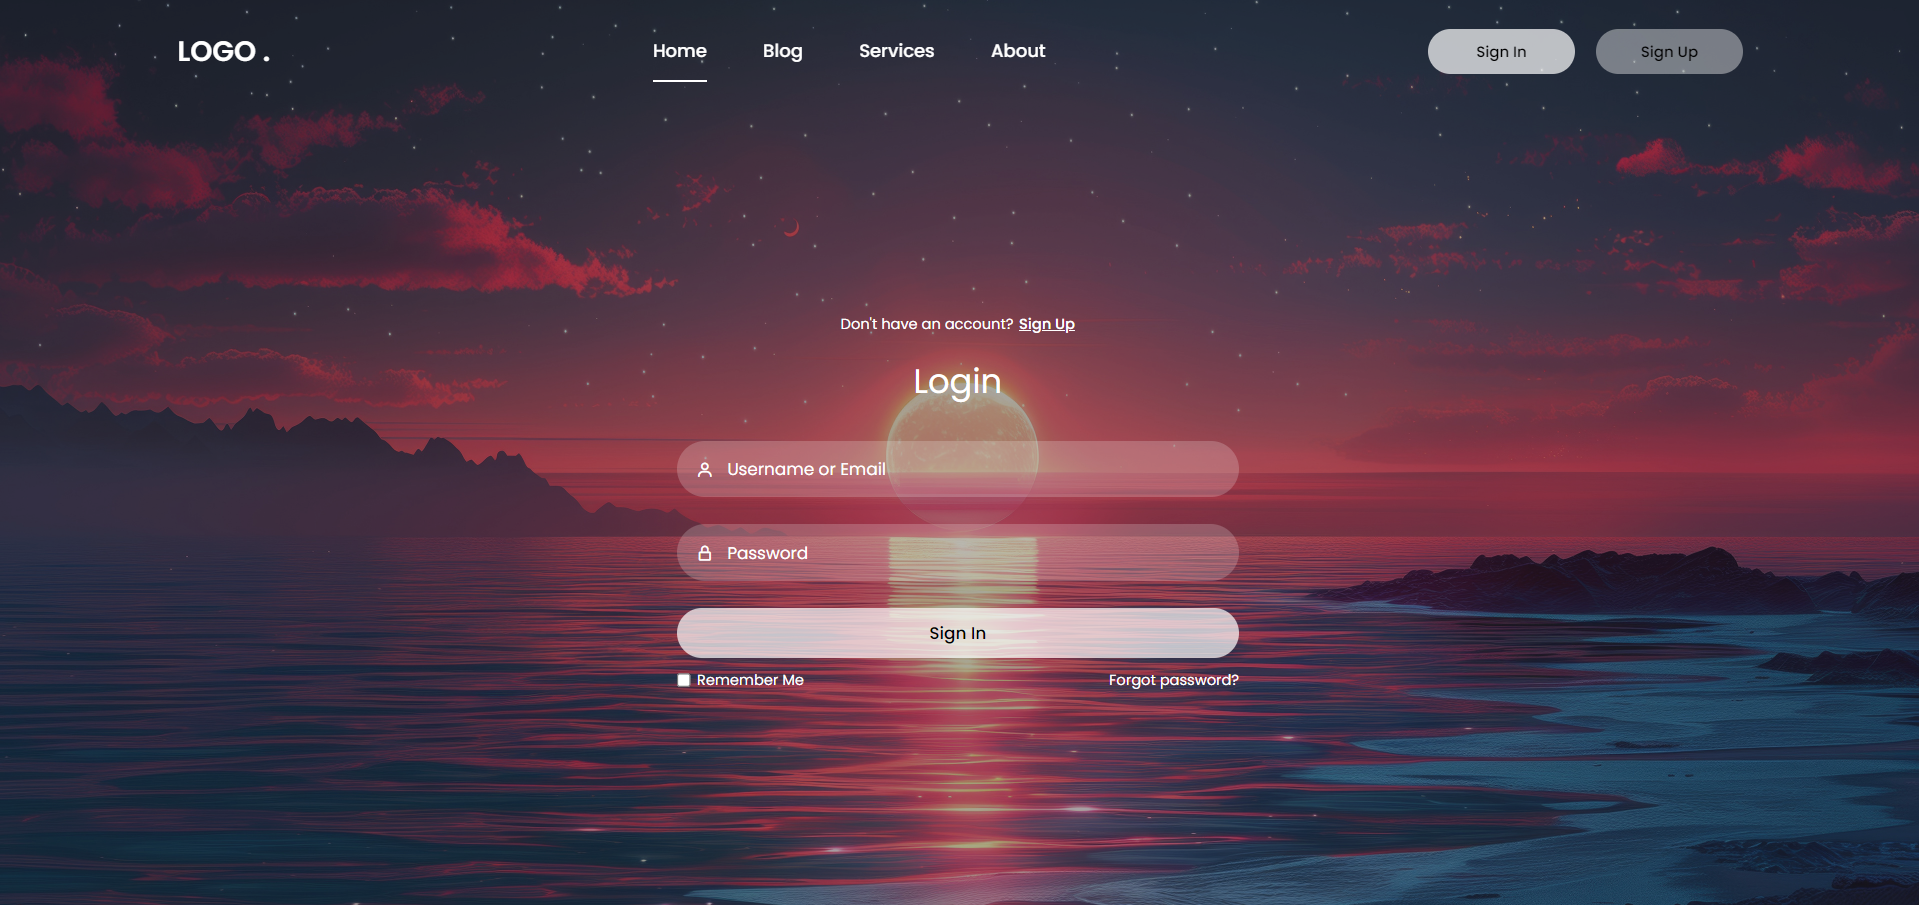 LOGO .
Home
Blog
Services
About
Sign In
Sign Up
Don't have an account? Sign Up
Login
Username or Email
Password
Sign In
Remember Me
Forgot password?